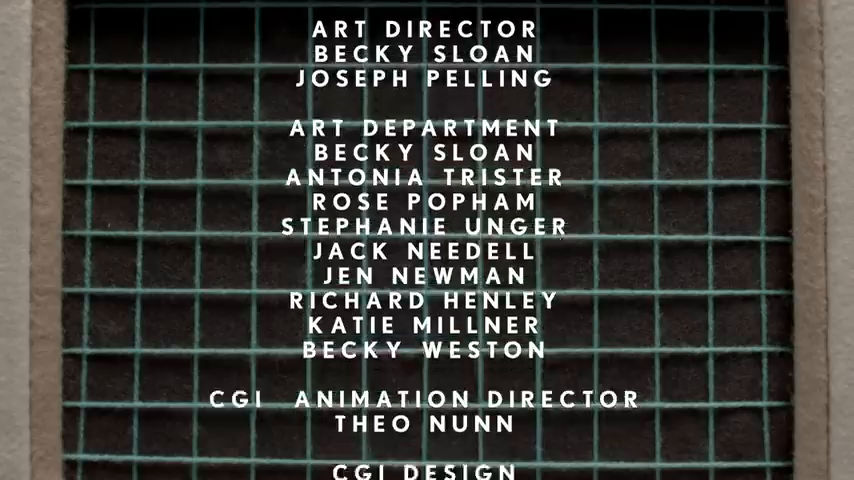 ART DIRECTOR
BECKY SLOAN
JOSEPH PELLING
ART DEPARTMENT
BECKY SLOAN
ANTONIA TRISTER
ROSE POPHAM
STEPHANIE UNGER
JACK NEEDELL
JEN NEWMAN
RICHARD HENLEY
KATIE MILLNER
BECKY WESTON
CGI ANIMATION DIRECTOR
THEO NUNN
CGI DESIGN